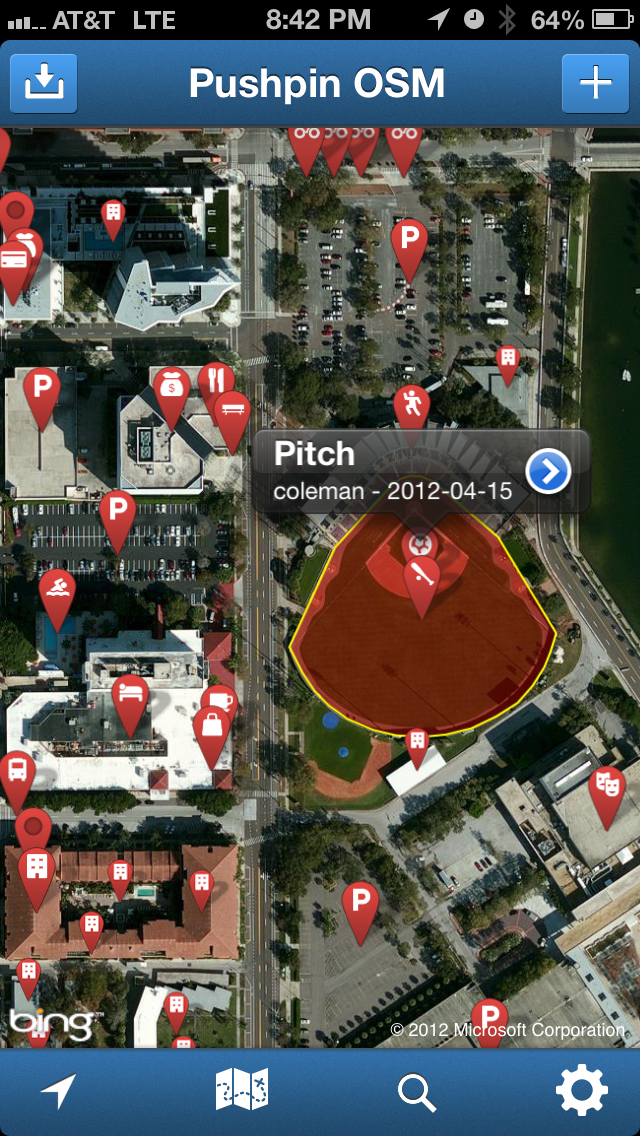 AT&T LTE 8:42 PM 64%
Pushpin OSM
P
P
$
Pitch
coleman - 2012-04-15
P
P
P
bing
© 2012 Microsoft Corporation